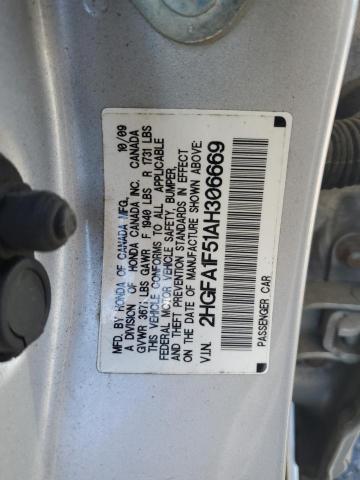 MFD. BY HONDA OF CANADA MFG. 10/09
A DIVISION OF HONDA CANADA INC. CANADA
GVWR 3671 LBS GAWR F 1940 LBS R 1731 LBS
THIS VEHICLE CONFORMS TO ALL APPLICABLE
FEDERAL MOTOR VEHICLE SAFETY, BUMPER,
AND THEFT PREVENTION STANDARDS IN EFFECT
ON THE DATE OF MANUFACTURE SHOWN ABOVE.
V.I.N. 2HGFA1F51AH306669
PASSENGER CAR